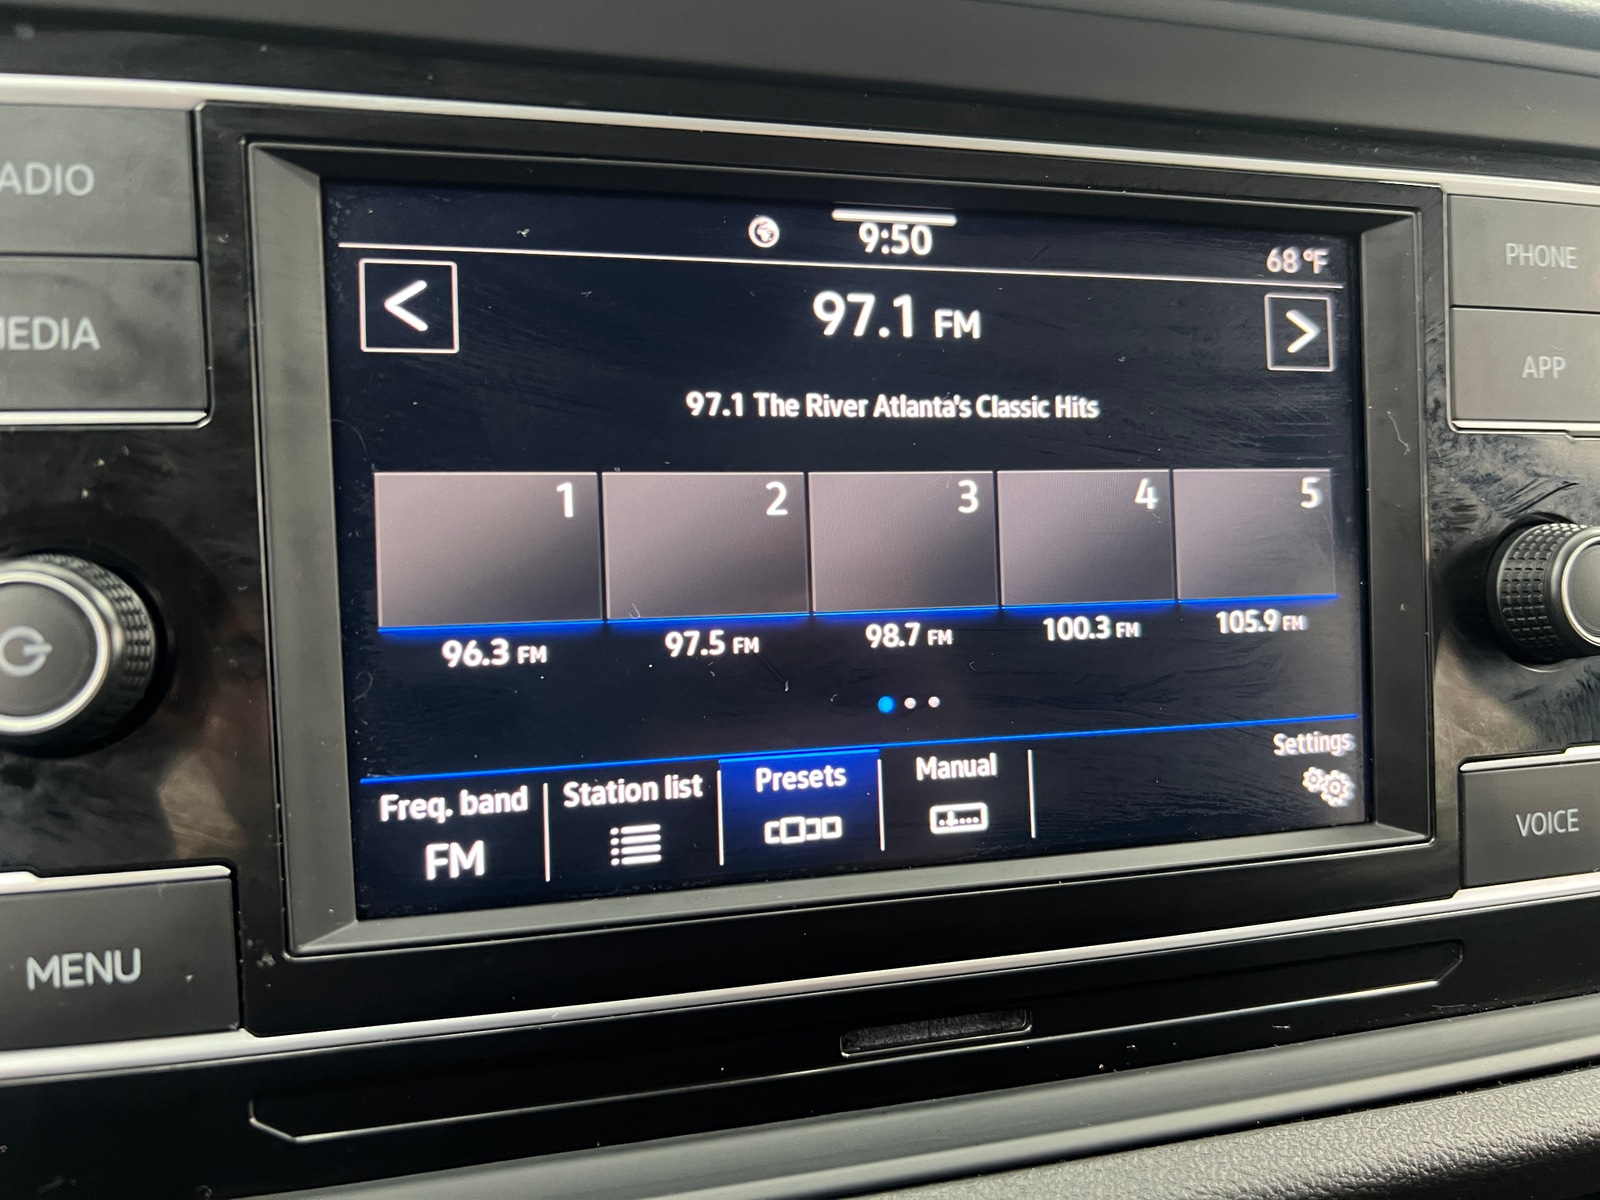 ADIO
MEDIA
MENU
9:50
68 °F
<
97.1 FM
>
97.1 The River Atlanta's Classic Hits
1
2
3
4
5
96.3 FM
97.5 FM
98.7 FM
100.3 FM
105.9 FM
Freq. band
FM
Station list
Presets
Manual
Settings
PHONE
APP
VOICE